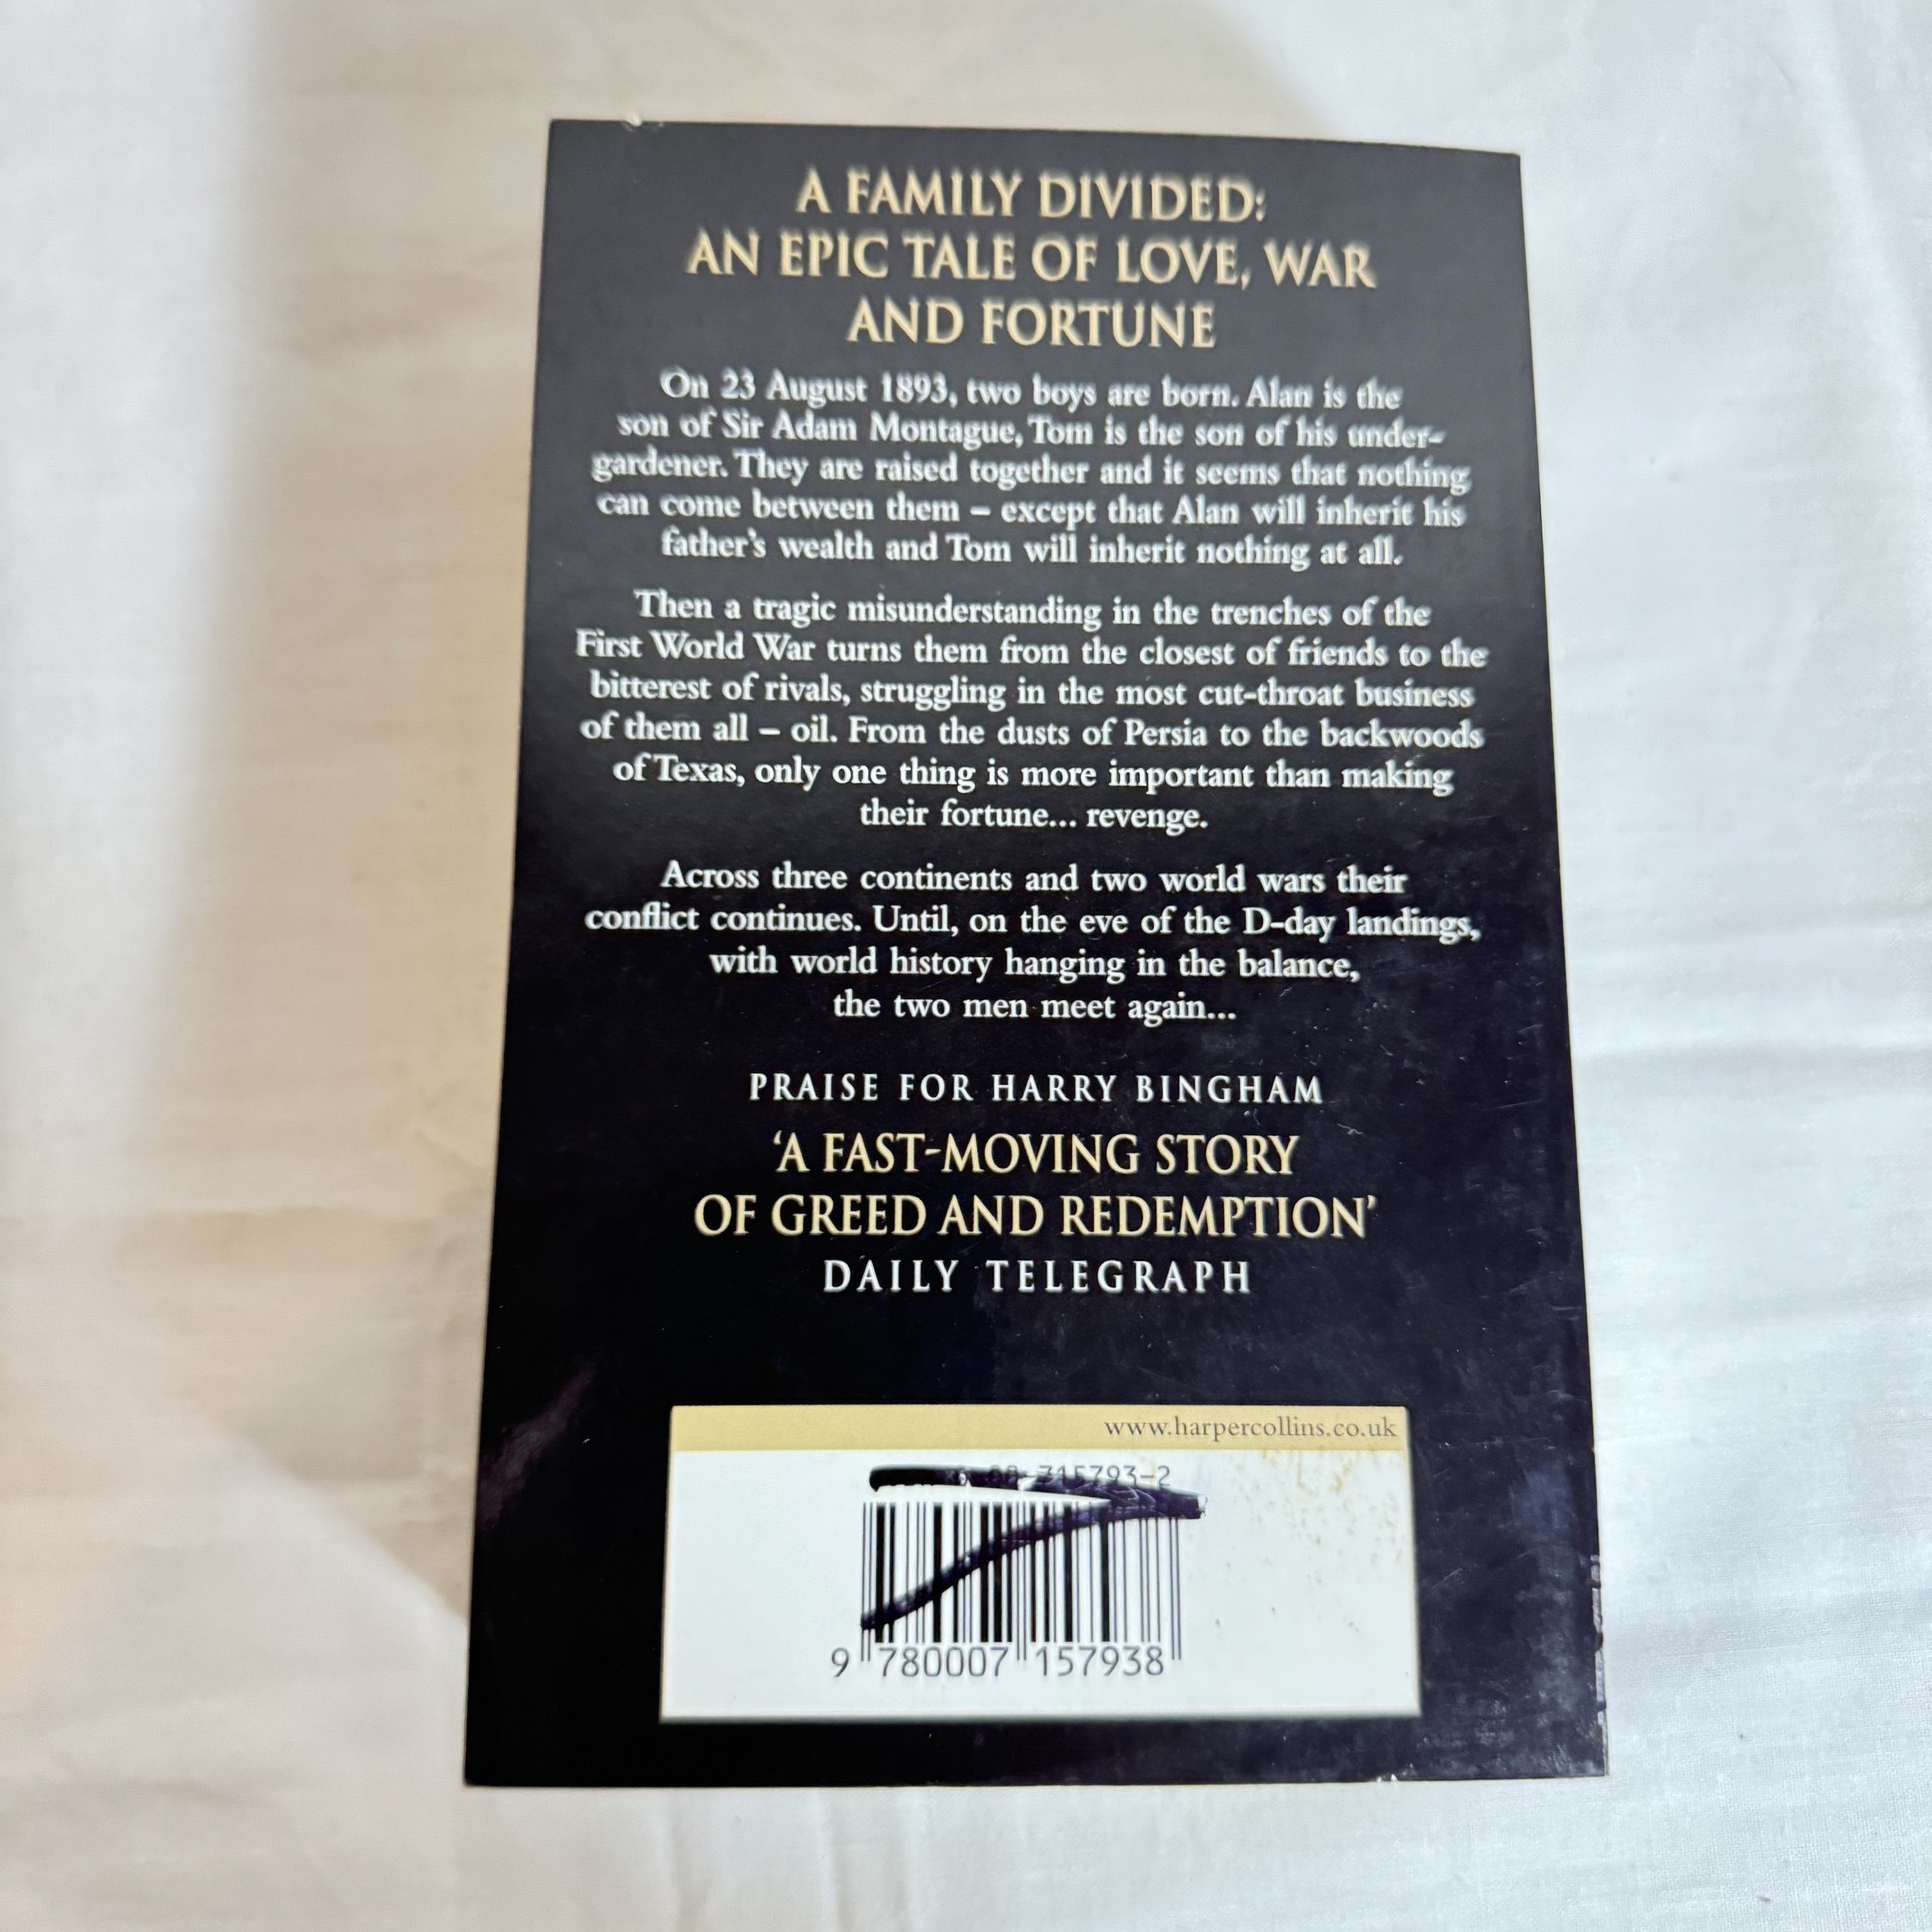 A FAMILY DIVIDED:
AN EPIC TALE OF LOVE, WAR
AND FORTUNE
On 23 August 1893, two boys are born. Alan is the
son of Sir Adam Montague, Tom is the son of his under-
gardener. They are raised together and it seems that nothing
can come between them – except that Alan will inherit his
father's wealth and Tom will inherit nothing at all.
Then a tragic misunderstanding in the trenches of the
First World War turns them from the closest of friends to the
bitterest of rivals, struggling in the most cut-throat business
of them all – oil. From the dusts of Persia to the backwoods
of Texas, only one thing is more important than making
their fortune... revenge.
Across three continents and two world wars their
conflict continues. Until, on the eve of the D-day landings,
with world history hanging in the balance,
the two men meet again...
PRAISE FOR HARRY BINGHAM
‘A FAST-MOVING STORY
OF GREED AND REDEMPTION’
DAILY TELEGRAPH
www.harpercollins.co.uk
715793-2
9 780007 157938